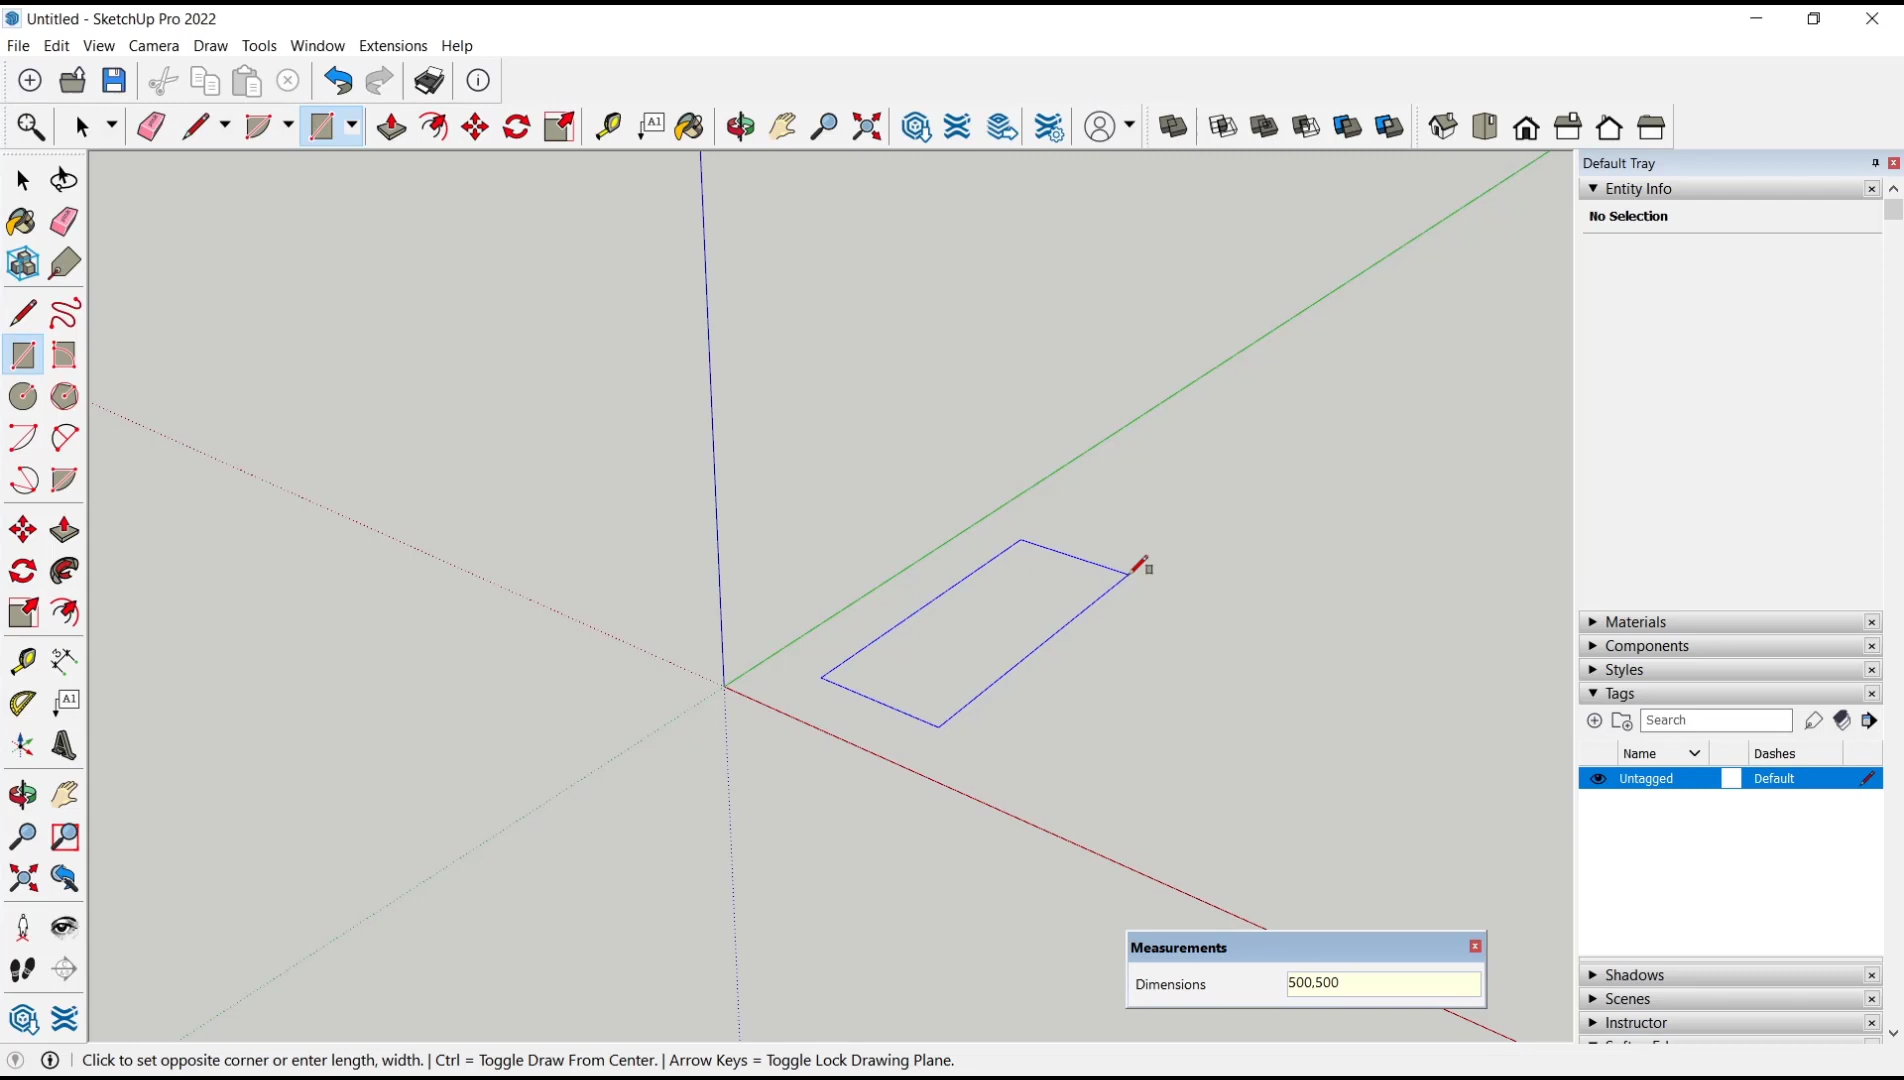 Untitled - SketchUp Pro 2022
File Edit View Camera Draw Tools Window Extensions Help
A1
Default Tray
Entity Info
No Selection
A1
Materials
Components
Styles
Tags
Search
Name Dashes
Untagged Default
Measurements
Dimensions 500,500
Shadows
Scenes
Instructor
Click to set opposite corner or enter length, width. | Ctrl = Toggle Draw From Center. | Arrow Keys = Toggle Lock Drawing Plane.